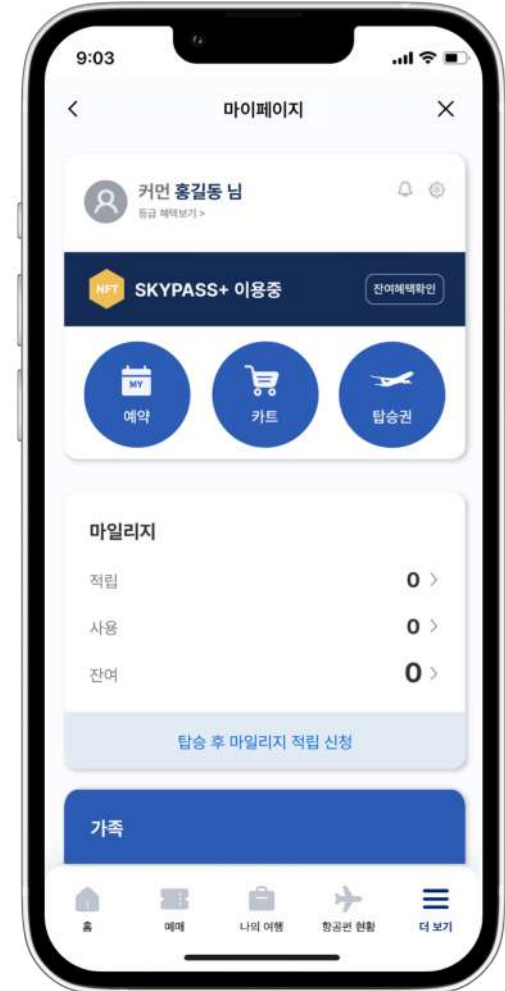 9:03
마이페이지
커먼 홍길동 님
등급 혜택보기 >
NFT
SKYPASS+ 이용중
잔여혜택확인
MY
예약
카트
탑승권
마일리지
적립 0
사용 0
잔여 0
탑승 후 마일리지 적립 신청
가족
홈
예매
나의 여행
항공편 현황
더 보기